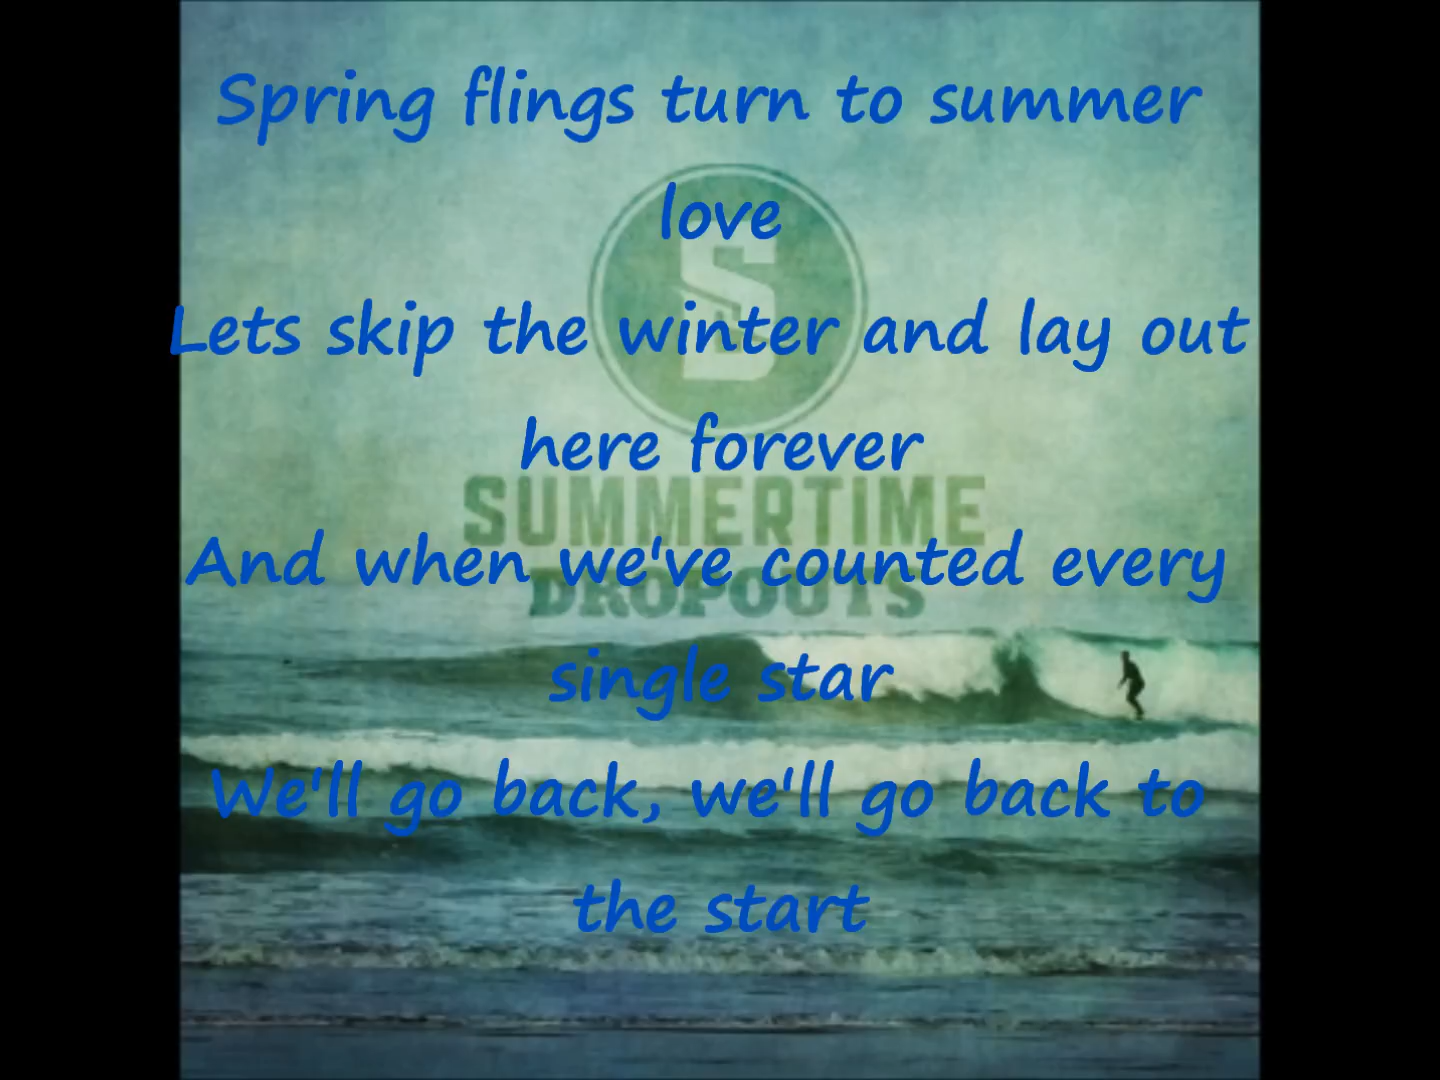 Spring flings turn to summer
love
S
Lets skip the winter and lay out
here forever
SUMMERTIME
And when we've counted every
DROPOUTS
single star
We'll go back, we'll go back to
the start